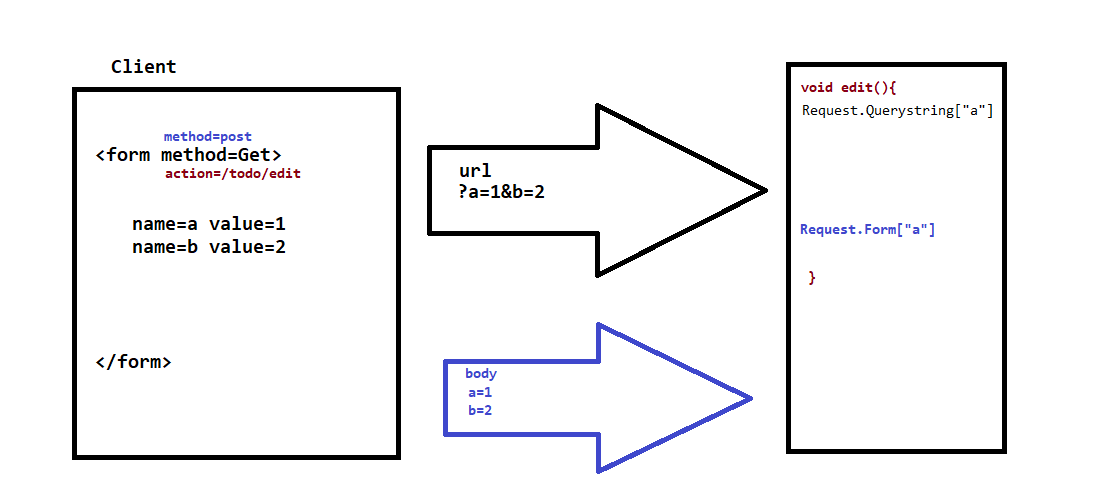 Client
method=post
<form method=Get>
action=/todo/edit
name=a value=1
name=b value=2
</form>
url
?a=1&b=2
body
a=1
b=2
void edit(){
Request.Querystring["a"]
Request.Form["a"]
}